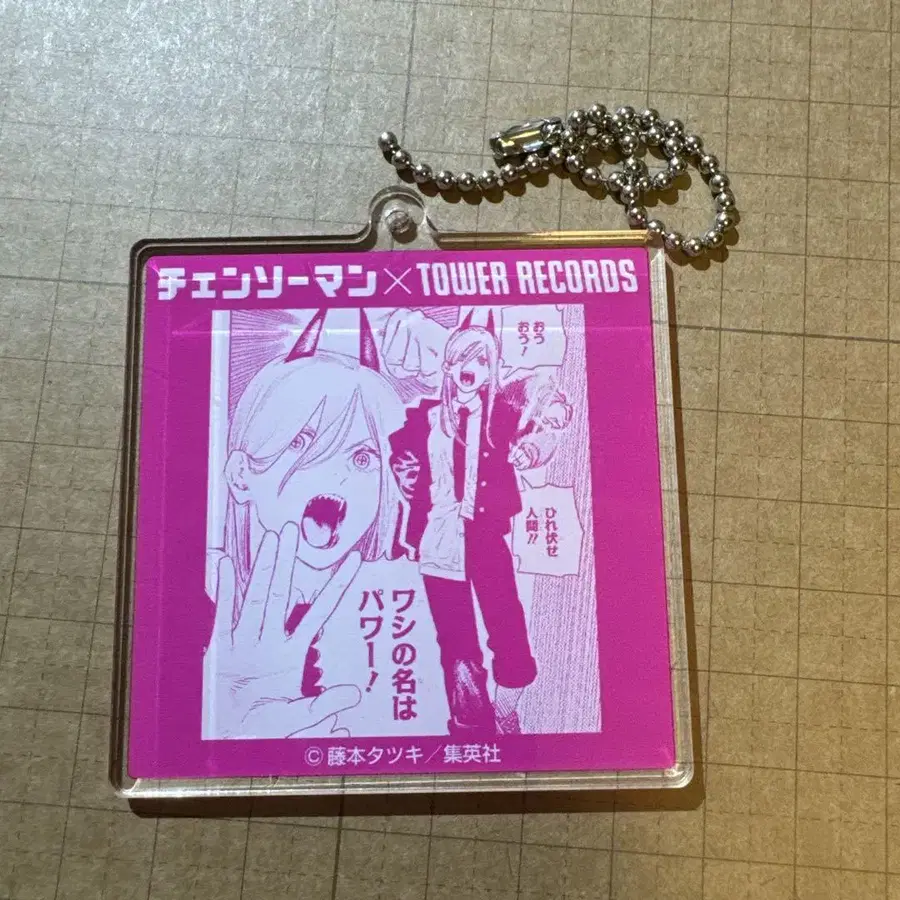 チェンソーマン×TOWER RECORDS
おう
おう!
ひれ伏せ
人間!!
ワシの名は
パワー!
©藤本タツキ/集英社